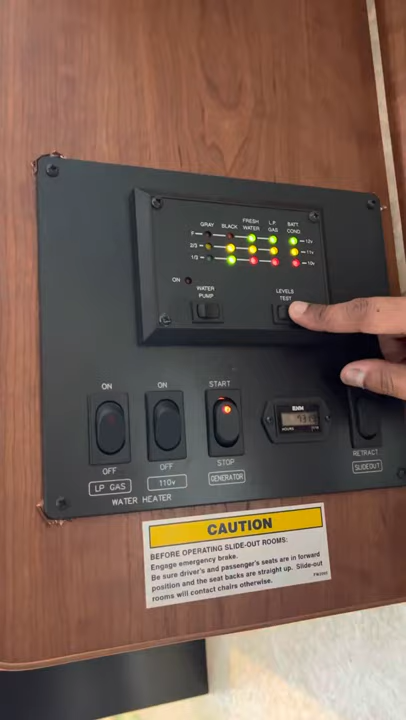 GRAY BLACK FRESH WATER L.P. GAS BATT COND
F 12v
2/3 11v
1/3 10v
ON
WATER PUMP LEVELS TEST
ON ON START
OFF OFF STOP RETRACT
LP GAS 110v GENERATOR SLIDEOUT
WATER HEATER
HOURS
CAUTION
BEFORE OPERATING SLIDE-OUT ROOMS:
Engage emergency brake.
Be sure driver's and passenger's seats are in forward
position and the seat backs are straight up. Slide-out
rooms will contact chairs otherwise.